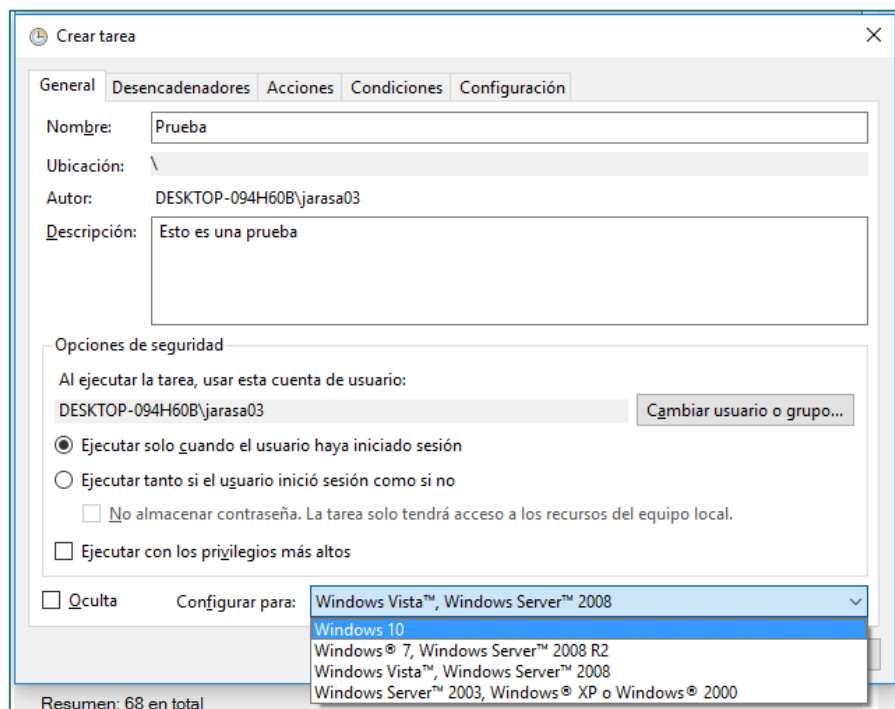 Crear tarea
General Desencadenadores Acciones Condiciones Configuración
Nombre: Prueba
Ubicación: \
Autor: DESKTOP-094H60B\jarasa03
Descripción: Esto es una prueba
Opciones de seguridad
Al ejecutar la tarea, usar esta cuenta de usuario:
DESKTOP-094H60B\jarasa03 Cambiar usuario o grupo...
Ejecutar solo cuando el usuario haya iniciado sesión
Ejecutar tanto si el usuario inició sesión como si no
No almacenar contraseña. La tarea solo tendrá acceso a los recursos del equipo local.
Ejecutar con los privilegios más altos
Oculta Configurar para: Windows Vista™, Windows Server™ 2008
Windows 10
Windows® 7, Windows Server™ 2008 R2
Windows Vista™, Windows Server™ 2008
Windows Server™ 2003, Windows® XP o Windows® 2000
Resumen: 68 en total